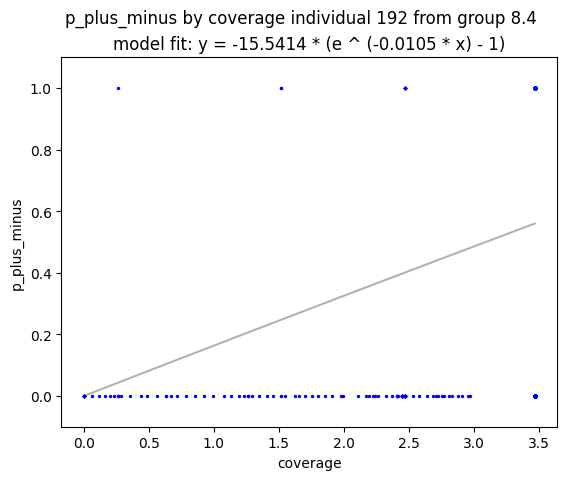 p_plus_minus by coverage individual 192 from group 8.4
model fit: y = -15.5414 * (e ^ (-0.0105 * x) - 1)
1.0
0.8
0.6
0.4
0.2
0.0
p_plus_minus
0.0 0.5 1.0 1.5 2.0 2.5 3.0 3.5
coverage